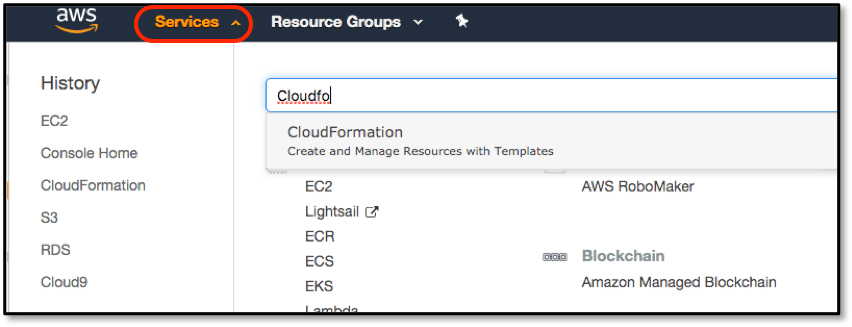 aws
Services
Resource Groups
History
EC2
Console Home
CloudFormation
S3
RDS
Cloud9
Cloudfo
CloudFormation
Create and Manage Resources with Templates
EC2
Lightsail
ECR
ECS
EKS
Lambda
AWS RoboMaker
Blockchain
Amazon Managed Blockchain